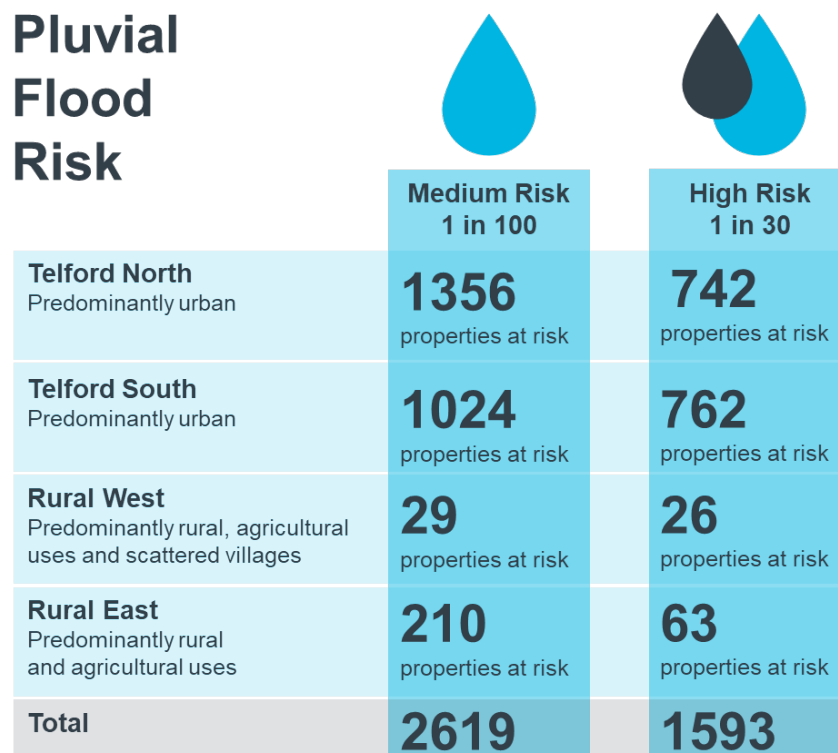 Pluvial
Flood
Risk
Medium Risk
1 in 100
High Risk
1 in 30
Telford North
Predominantly urban
1356
properties at risk
742
properties at risk
Telford South
Predominantly urban
1024
properties at risk
762
properties at risk
Rural West
Predominantly rural, agricultural
uses and scattered villages
29
properties at risk
26
properties at risk
Rural East
Predominantly rural
and agricultural uses
210
properties at risk
63
properties at risk
Total
2619
1593